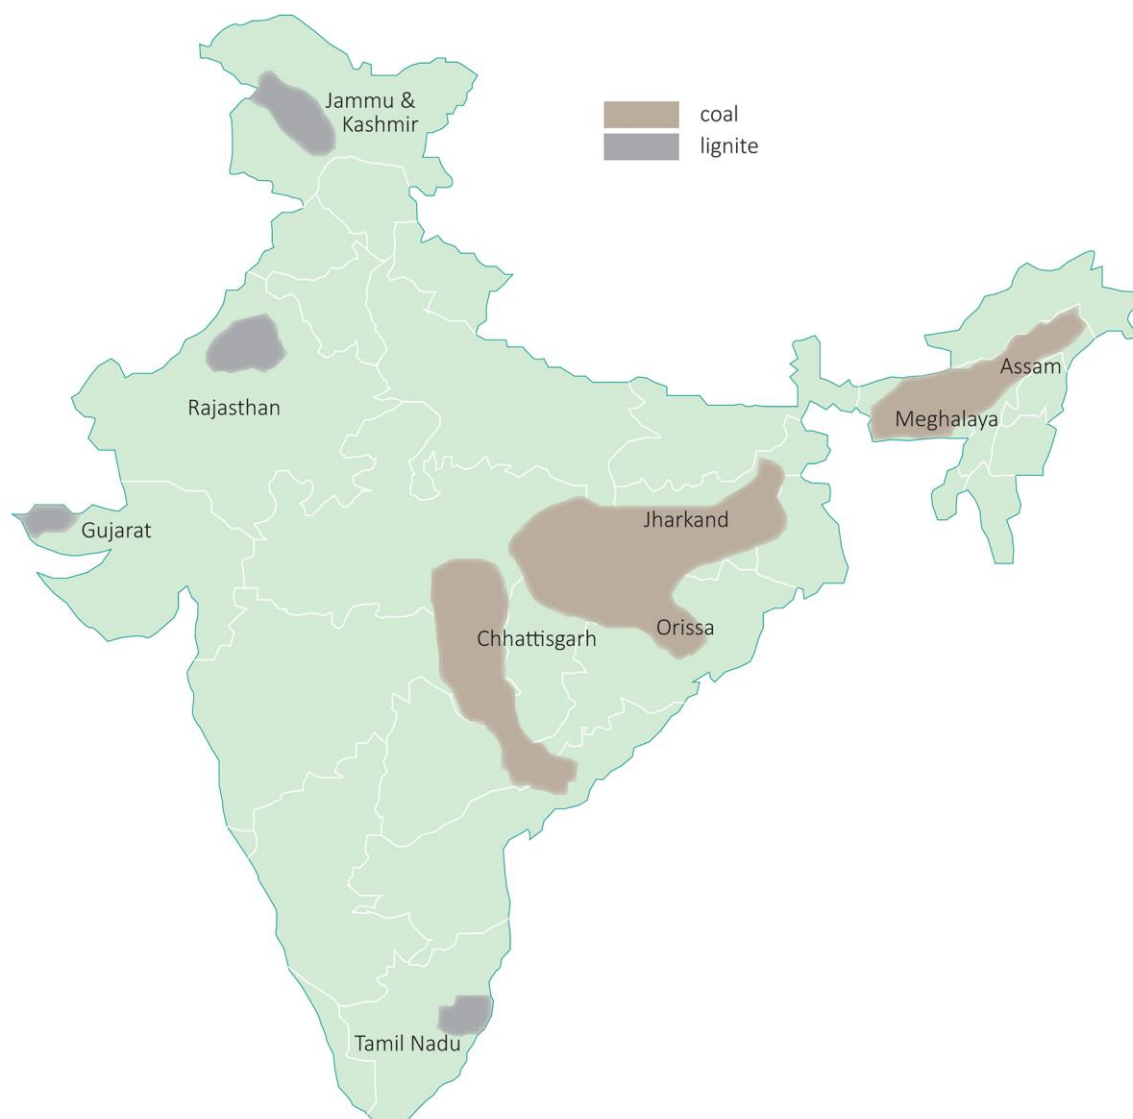 Jammu &
Kashmir
coal
lignite
Assam
Meghalaya
Rajasthan
Jharkand
Gujarat
Orissa
Chhattisgarh
Tamil Nadu